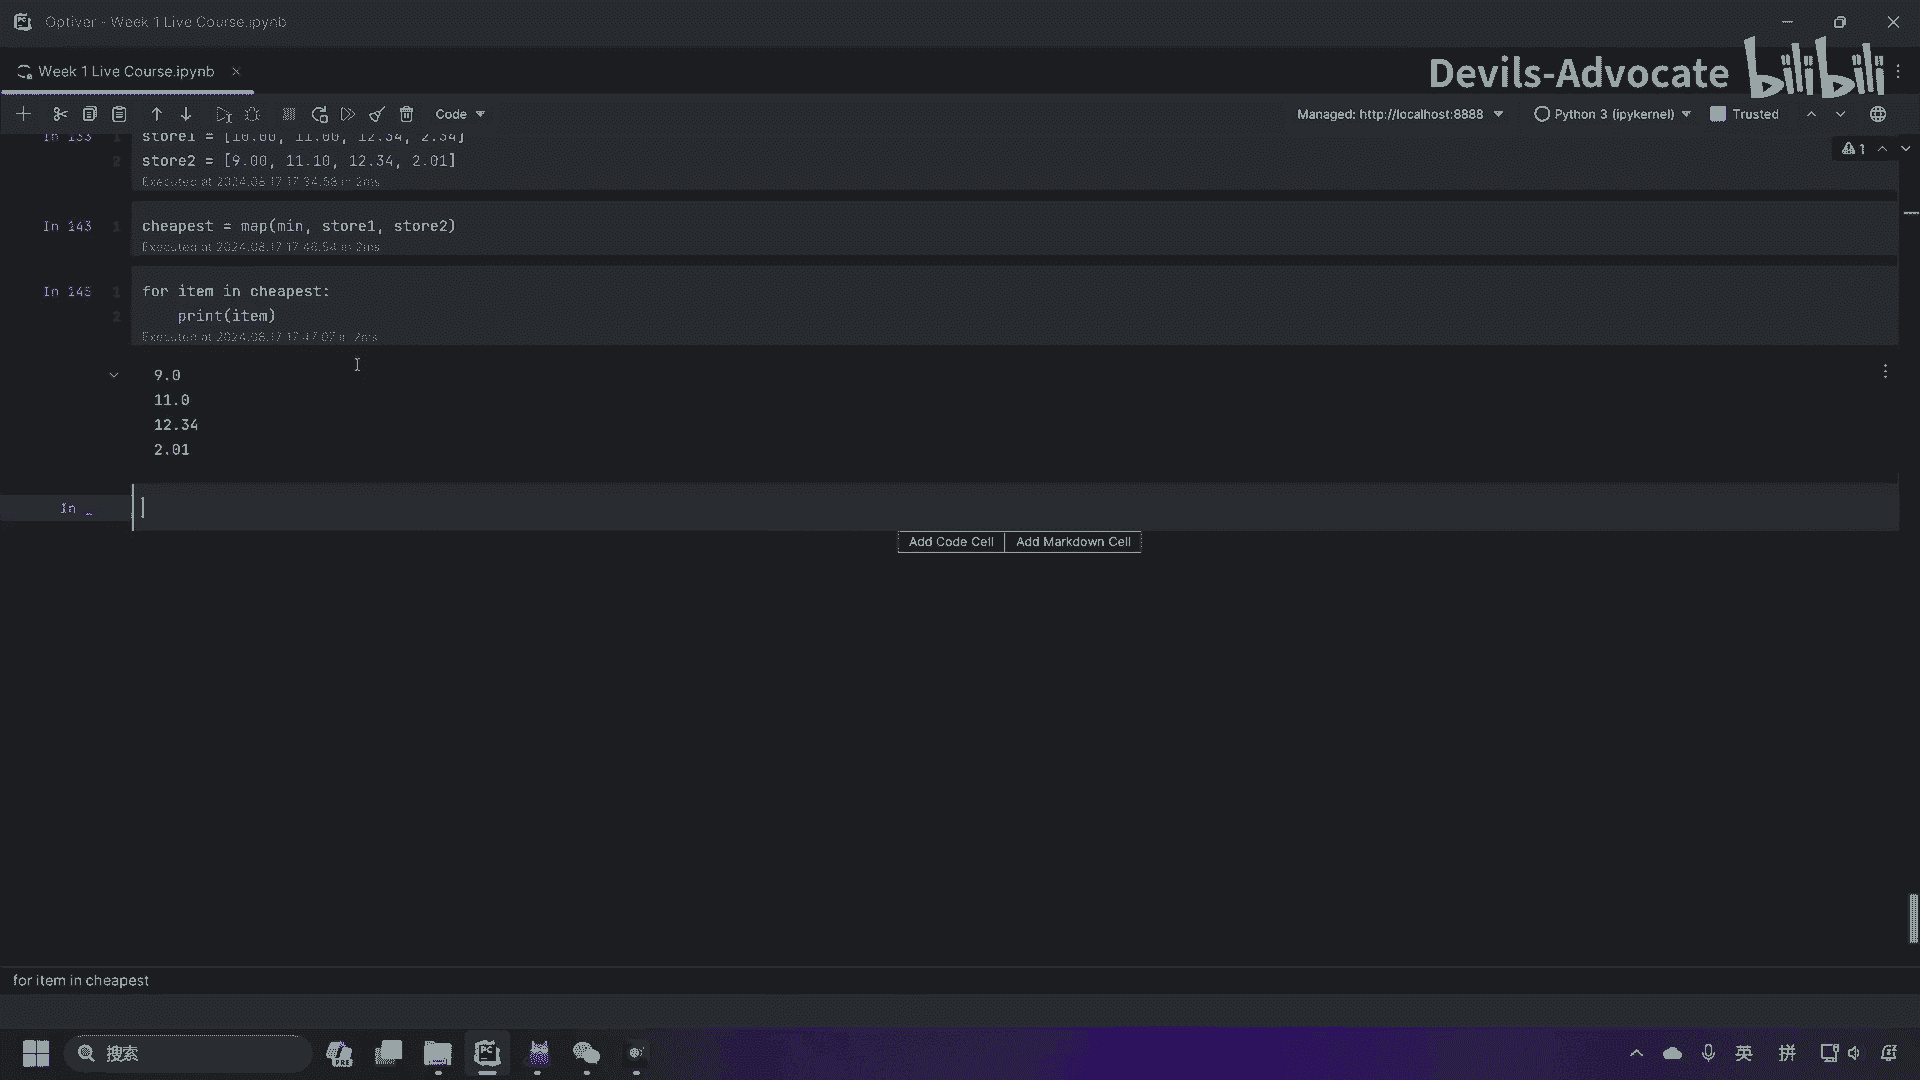 Optiver - Week 1 Live Course.ipynb
Week 1 Live Course.ipynb
Devils-Advocate bilibili
Code
Managed: http://localhost:8888
Python 3 (ipykernel)
Trusted
In 133 1 store1 = [10.00, 11.00, 12.34, 2.34]
2 store2 = [9.00, 11.10, 12.34, 2.01]
Executed at 2024.08.17 17:34:58 in 2ms
1
In 143 1 cheapest = map(min, store1, store2)
Executed at 2024.08.17 17:46:54 in 2ms
In 145 1 for item in cheapest:
2 print(item)
Executed at 2024.08.17 17:47:07 in 2ms
9.0
11.0
12.34
2.01
In _
Add Code Cell
Add Markdown Cell
for item in cheapest
搜索
PRE
PC
英
拼